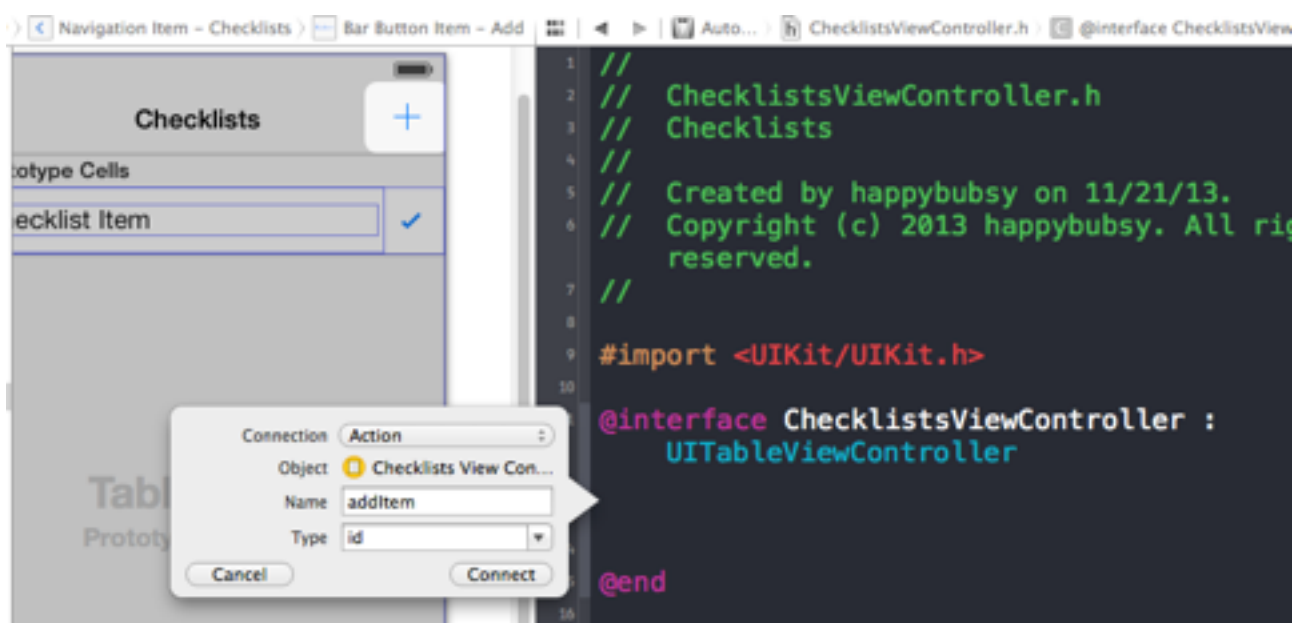 Navigation Item – Checklists
Bar Button Item – Add
Auto...
ChecklistsViewController.h
@interface ChecklistsView
Checklists
+
totype Cells
ecklist Item
Tabl
Prototy
Connection Action
Object Checklists View Con...
Name addItem
Type id
Cancel Connect
1 //
2 // ChecklistsViewController.h
3 // Checklists
4 //
5 // Created by happybubsy on 11/21/13.
6 // Copyright (c) 2013 happybubsy. All rig
reserved.
7 //
8
9 #import <UIKit/UIKit.h>
10
@interface ChecklistsViewController :
UITableViewController
@end
16